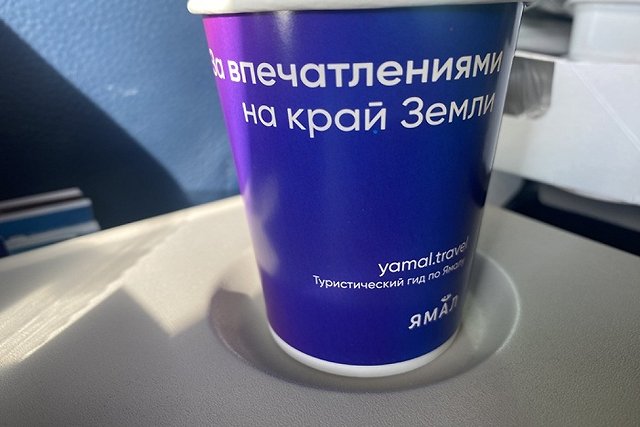 За впечатлениями
на край Земли
yamal.travel
Туристический гид по Ямалу
ЯМАЛ